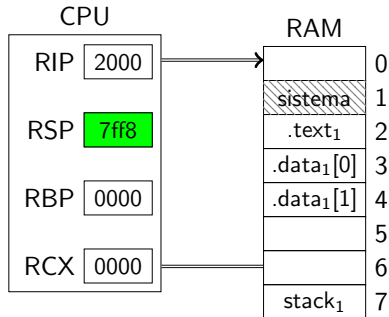 CPU
RIP 2000
RSP 7ff8
RBP 0000
RCX 0000
RAM
0
sistema 1
.text₁ 2
.data₁[0] 3
.data₁[1] 4
5
6
stack₁ 7